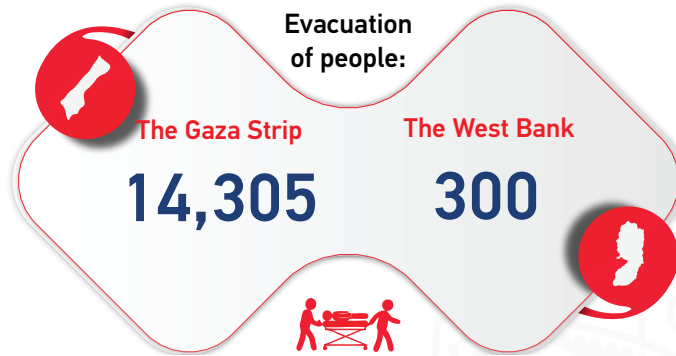 Evacuation
of people:
The Gaza Strip
14,305
The West Bank
300